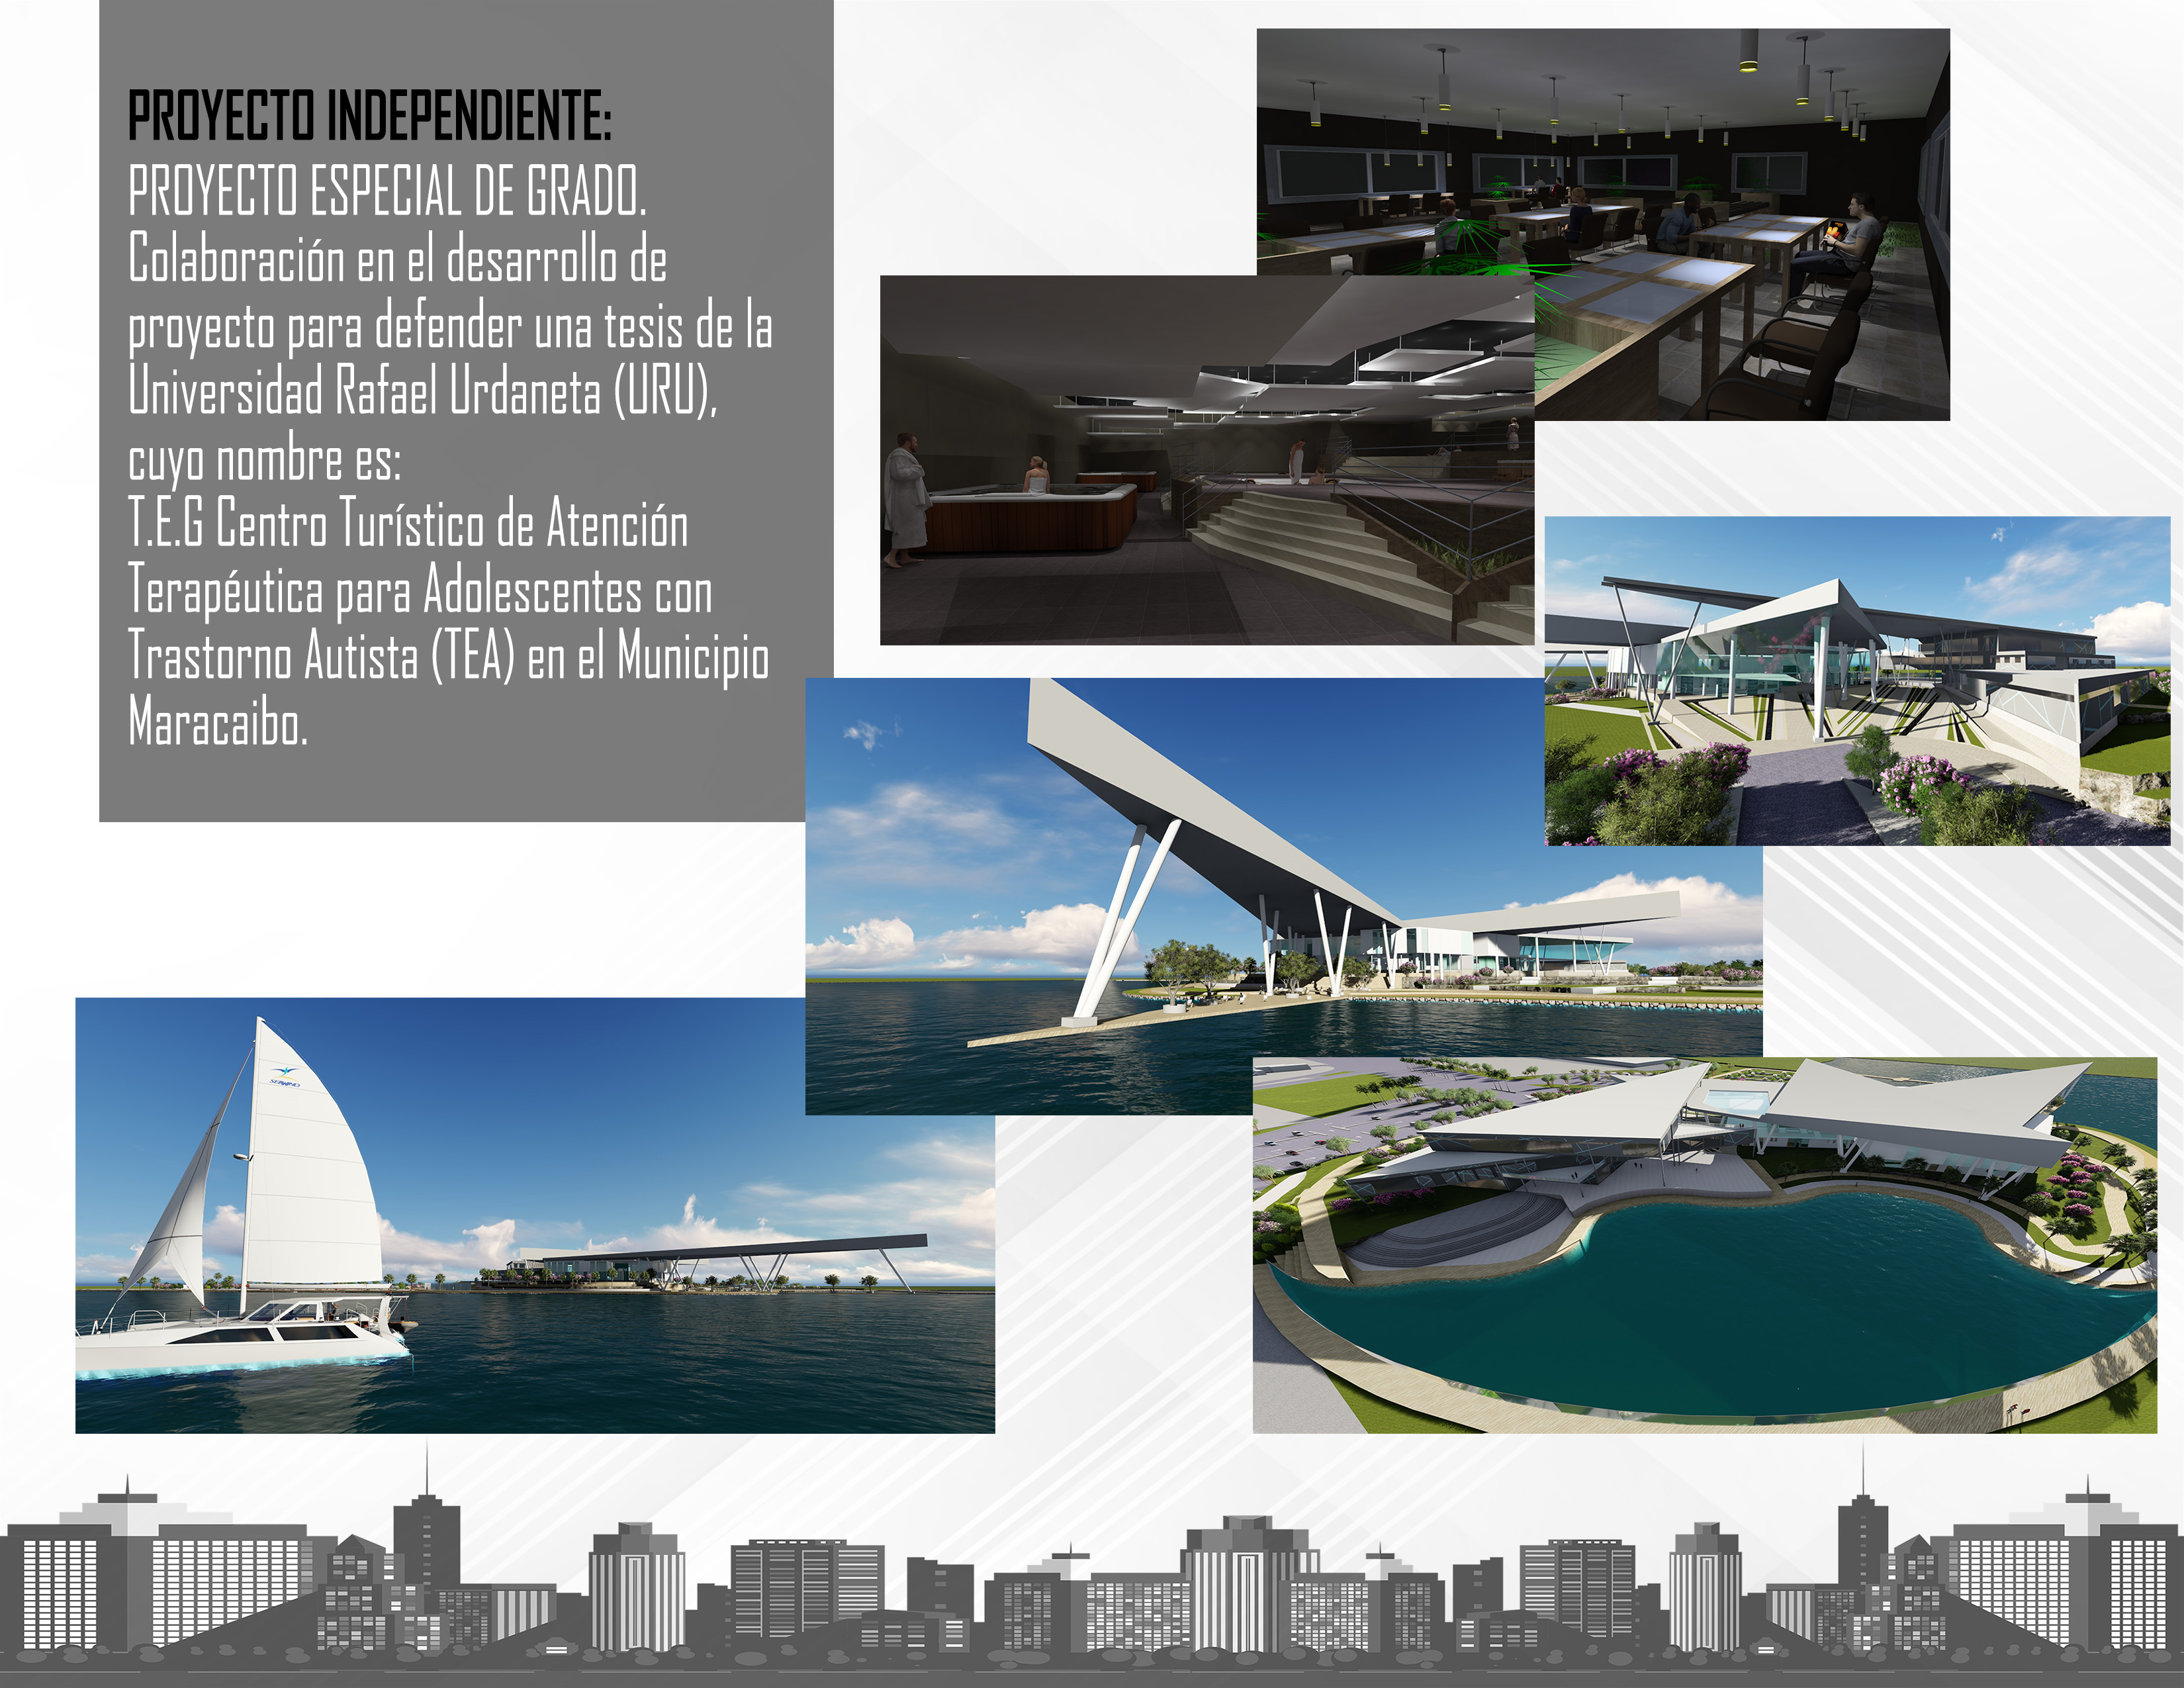 PROYECTO INDEPENDIENTE:
PROYECTO ESPECIAL DE GRADO.
Colaboración en el desarrollo de
proyecto para defender una tesis de la
Universidad Rafael Urdaneta (URU),
cuyo nombre es:
T.E.G Centro Turístico de Atención
Terapéutica para Adolescentes con
Trastorno Autista (TEA) en el Municipio
Maracaibo.